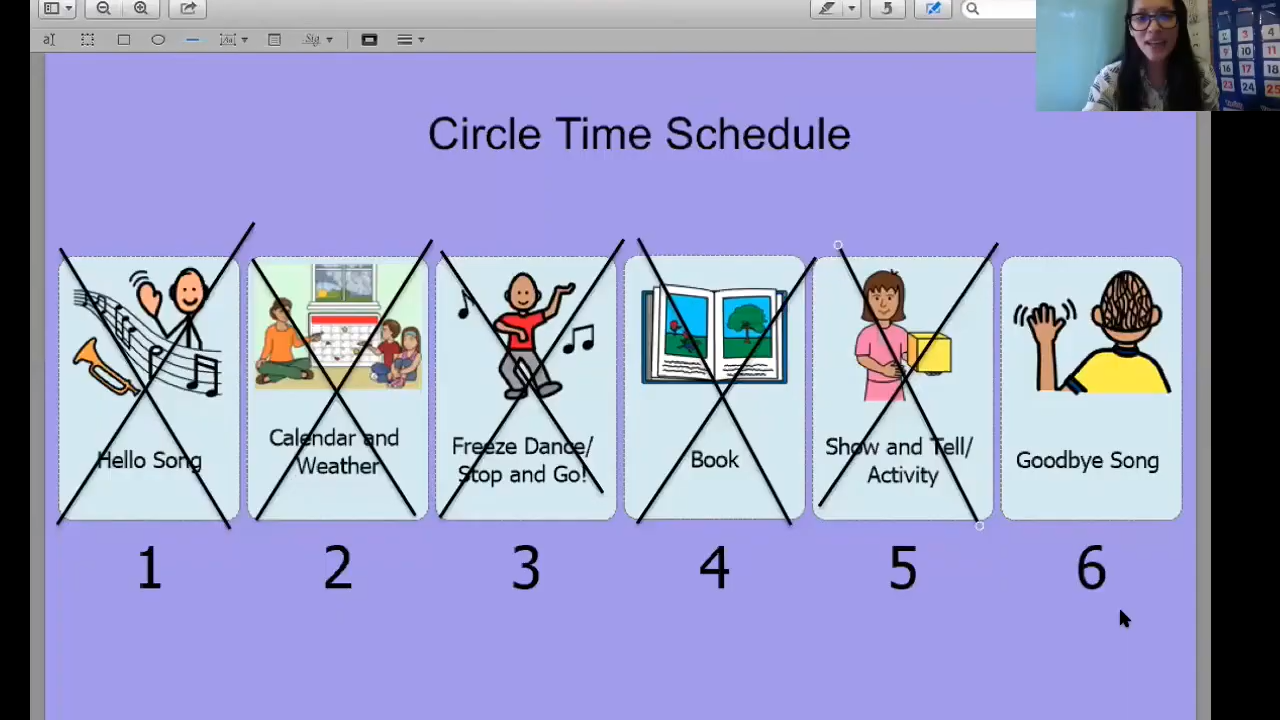 Circle Time Schedule
Hello Song
Calendar and
Weather
Freeze Dance/
Stop and Go!
Book
Show and Tell/
Activity
Goodbye Song
1 2 3 4 5 6